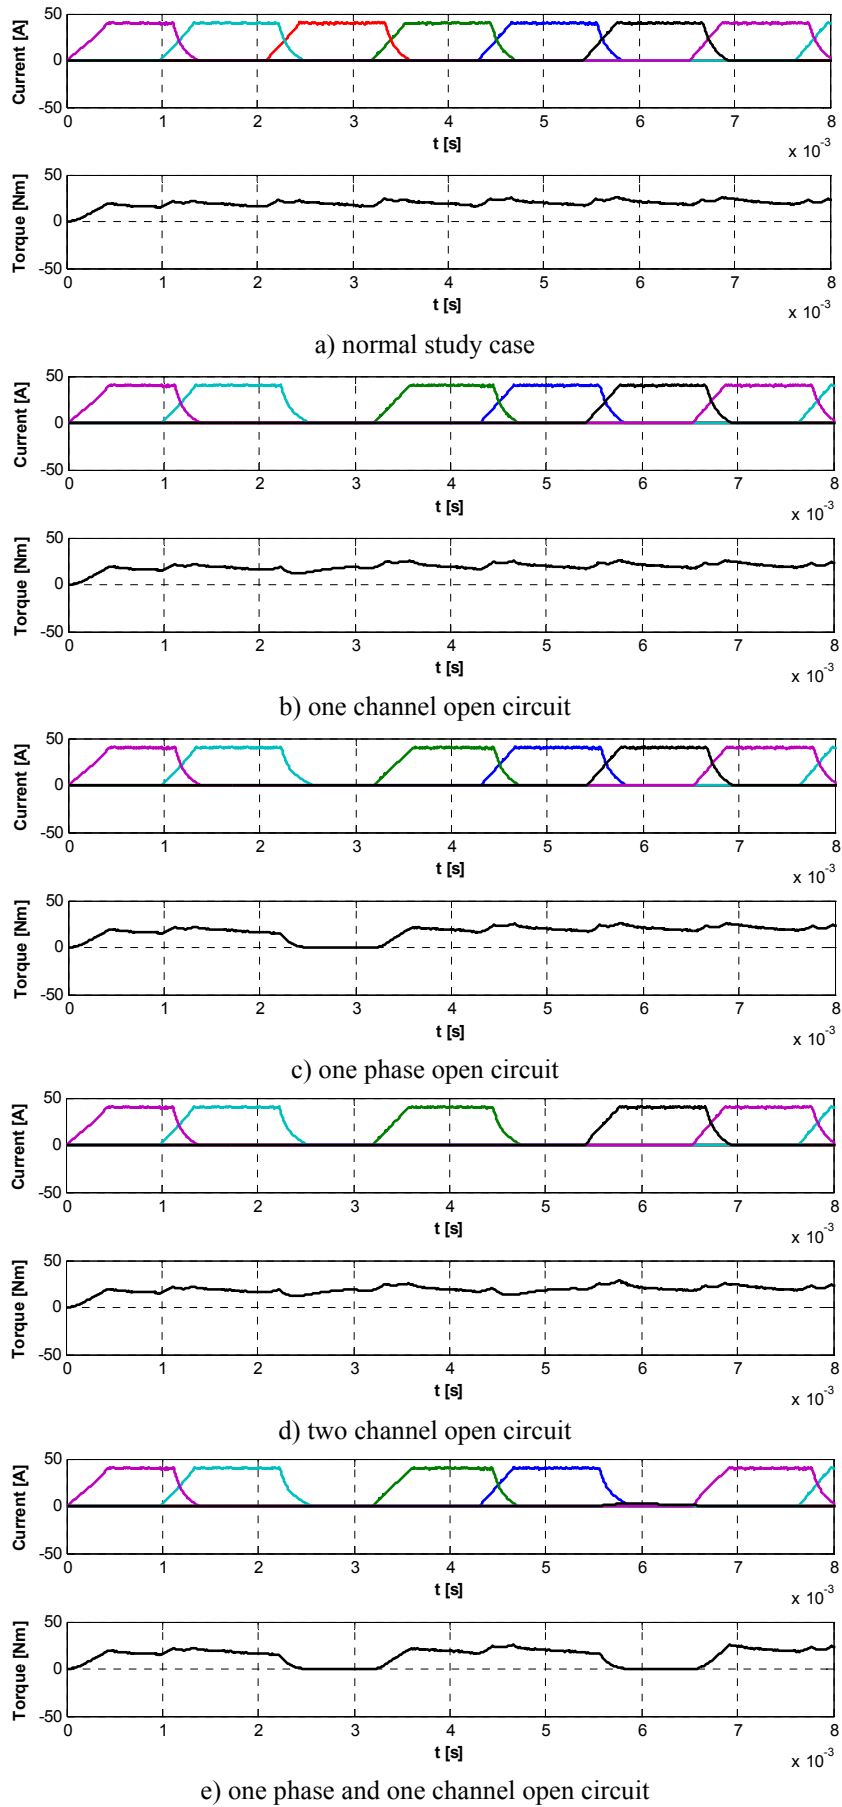 Current [A]
50
0
-50
0 1 2 3 4 5 6 7 8
t [s]
x 10-3
Torque [Nm]
50
0
-50
0 1 2 3 4 5 6 7 8
t [s]
x 10-3
a) normal study case
Current [A]
50
0
-50
0 1 2 3 4 5 6 7 8
t [s]
x 10-3
Torque [Nm]
50
0
-50
0 1 2 3 4 5 6 7 8
t [s]
x 10-3
b) one channel open circuit
Current [A]
50
0
-50
0 1 2 3 4 5 6 7 8
t [s]
x 10-3
Torque [Nm]
50
0
-50
0 1 2 3 4 5 6 7 8
t [s]
x 10-3
c) one phase open circuit
Current [A]
50
0
-50
0 1 2 3 4 5 6 7 8
t [s]
x 10-3
Torque [Nm]
50
0
-50
0 1 2 3 4 5 6 7 8
t [s]
x 10-3
d) two channel open circuit
Current [A]
50
0
-50
0 1 2 3 4 5 6 7 8
t [s]
x 10-3
Torque [Nm]
50
0
-50
0 1 2 3 4 5 6 7 8
t [s]
x 10-3
e) one phase and one channel open circuit